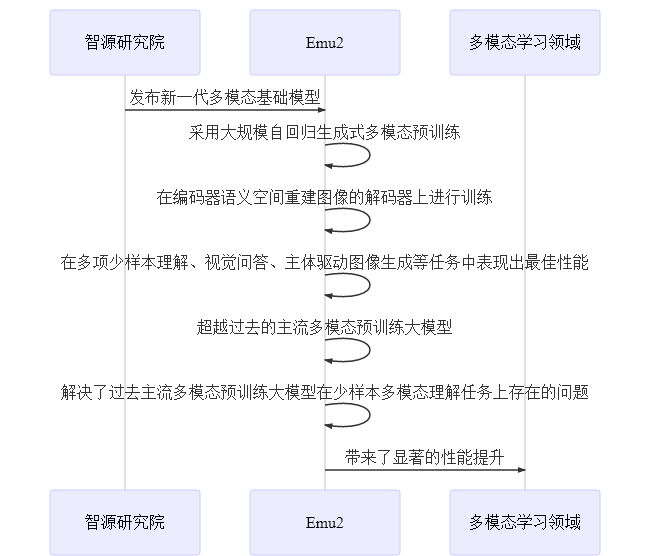 智源研究院
Emu2
多模态学习领域
发布新一代多模态基础模型
采用大规模自回归生成式多模态预训练
在编码器语义空间重建图像的解码器上进行训练
在多项少样本理解、视觉问答、主体驱动图像生成等任务中表现出最佳性能
超越过去的主流多模态预训练大模型
解决了过去主流多模态预训练大模型在少样本多模态理解任务上存在的问题
带来了显著的性能提升
智源研究院
Emu2
多模态学习领域